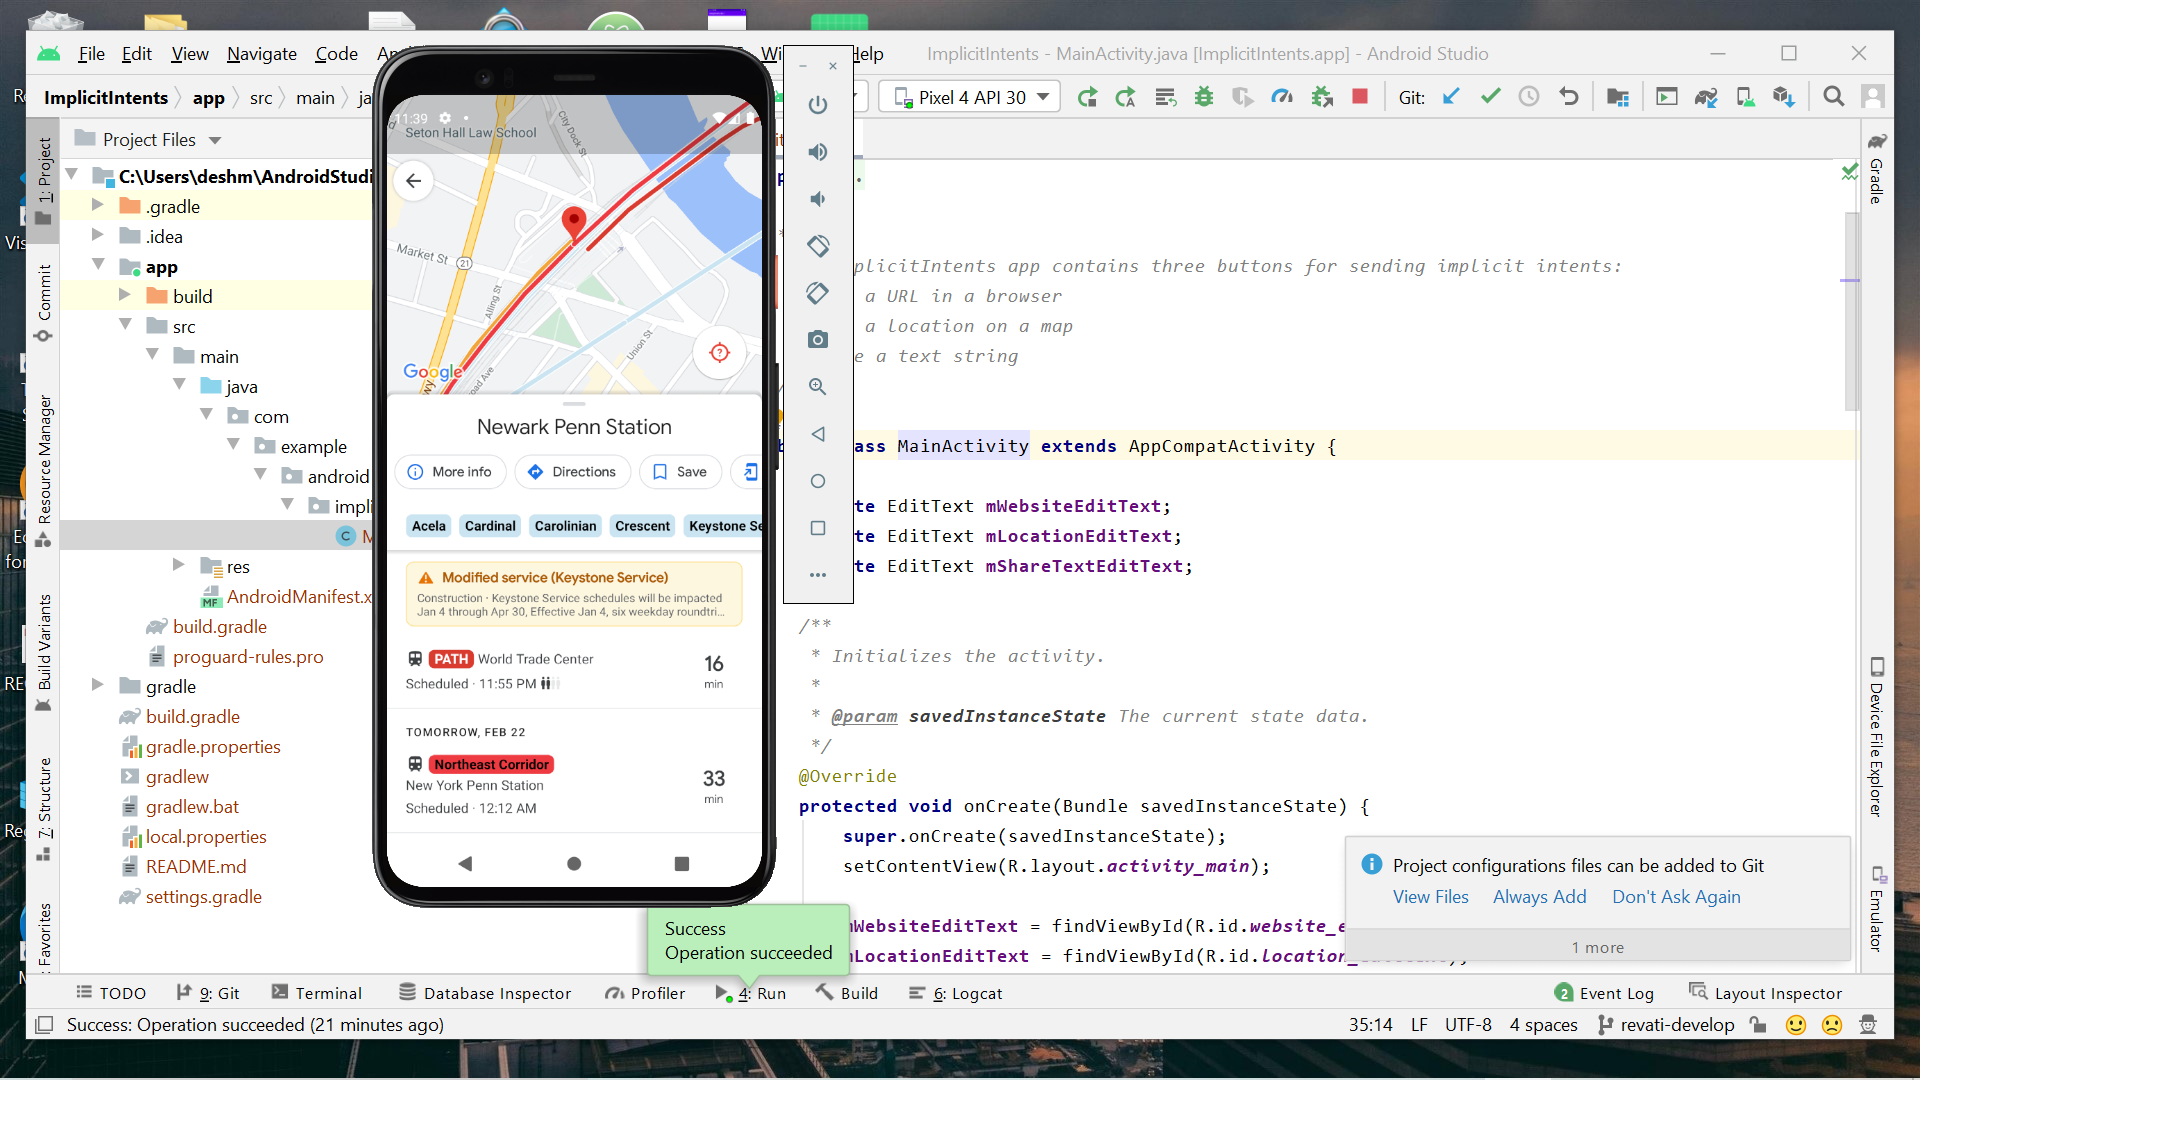 File Edit View Navigate Code
ImplicitIntents - MainActivity.java [ImplicitIntents.app] - Android Studio
ImplicitIntents app src main
Pixel 4 API 30
Git:
Project Files
C:\Users\deshm\AndroidStudi
.gradle
.idea
app
build
src
main
java
com
example
android
impli
M
res
AndroidManifest.x
build.gradle
proguard-rules.pro
gradle
build.gradle
gradle.properties
gradlew
gradlew.bat
local.properties
README.md
settings.gradle
1: Project
Commit
Resource Manager
Build Variants
7: Structure
Favorites
11:39
Seton Hall Law School
City Dock St
Market St
21
Alling St
Union St
Google
Newark Penn Station
More info Directions Save
Acela Cardinal Carolinian Crescent Keystone Se
Modified service (Keystone Service)
Construction · Keystone Service schedules will be impacted
Jan 4 through Apr 30, Effective Jan 4, six weekday roundtri...
PATH World Trade Center
Scheduled · 11:55 PM
16
min
TOMORROW, FEB 22
Northeast Corridor
New York Penn Station
Scheduled · 12:12 AM
33
min
plicitIntents app contains three buttons for sending implicit intents:
a URL in a browser
a location on a map
e a text string
ass MainActivity extends AppCompatActivity {
te EditText mWebsiteEditText;
te EditText mLocationEditText;
te EditText mShareTextEditText;
/**
* Initializes the activity.
*
* @param savedInstanceState The current state data.
*/
@Override
protected void onCreate(Bundle savedInstanceState) {
super.onCreate(savedInstanceState);
setContentView(R.layout.activity_main);
WebsiteEditText = findViewById(R.id.website_e
LocationEditText = findViewById(R.id.location_
Gradle
Device File Explorer
Emulator
Project configurations files can be added to Git
View Files Always Add Don't Ask Again
1 more
Success
Operation succeeded
TODO 9: Git Terminal Database Inspector Profiler 4: Run Build 6: Logcat
2 Event Log Layout Inspector
Success: Operation succeeded (21 minutes ago)
35:14 LF UTF-8 4 spaces revati-develop